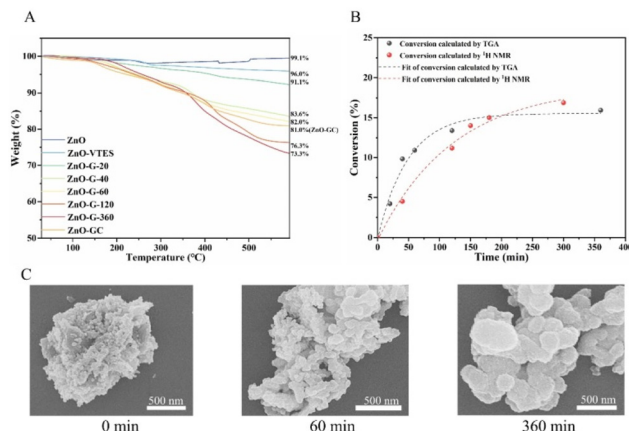 A
B
100
90
80
70
60
50
Weight (%)
ZnO
ZnO-VTES
ZnO-G-20
ZnO-G-40
ZnO-G-60
ZnO-G-120
ZnO-G-360
ZnO-GC
99.1%
96.0%
91.1%
83.6%
82.0%
81.0%(ZnO-GC)
76.3%
73.3%
100 200 300 400 500
Temperature (°C)
25
20
15
10
5
0
Conversion (%)
Conversion calculated by TGA
Conversion calculated by ¹H NMR
Fit of conversion calculated by TGA
Fit of conversion calculated by ¹H NMR
0 100 200 300 400
Time (min)
C
500 nm
500 nm
500 nm
0 min
60 min
360 min